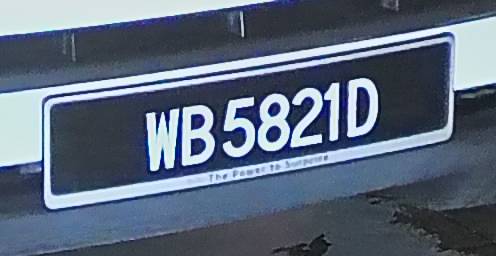 WB5821D
The Power to Surprise